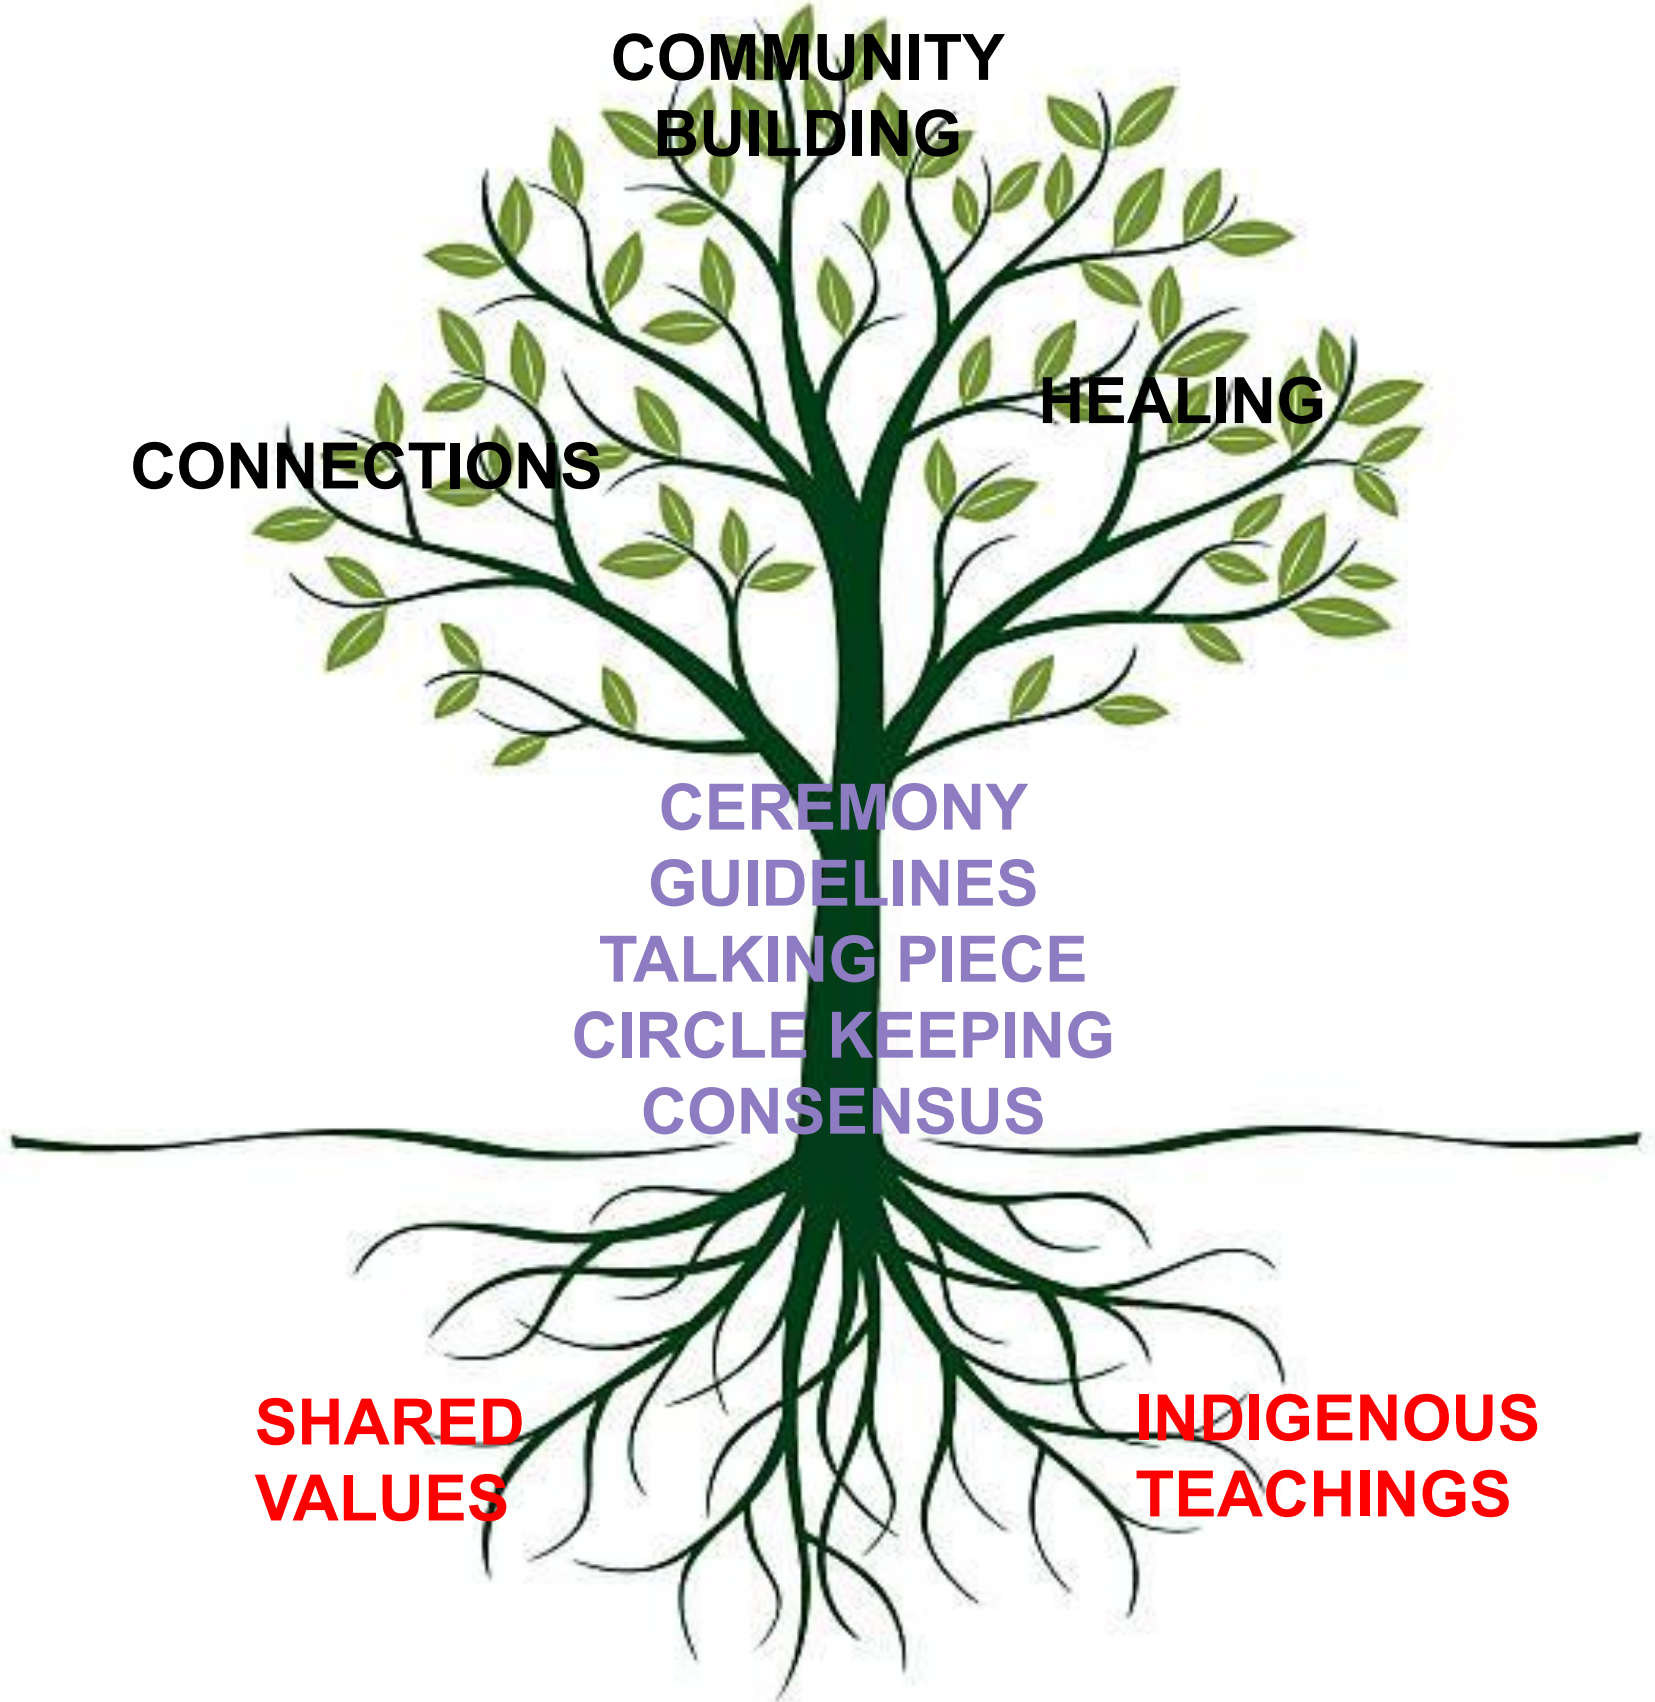 COMMUNITY
BUILDING
HEALING
CONNECTIONS
CEREMONY
GUIDELINES
TALKING PIECE
CIRCLE KEEPING
CONSENSUS
SHARED
VALUES
INDIGENOUS
TEACHINGS